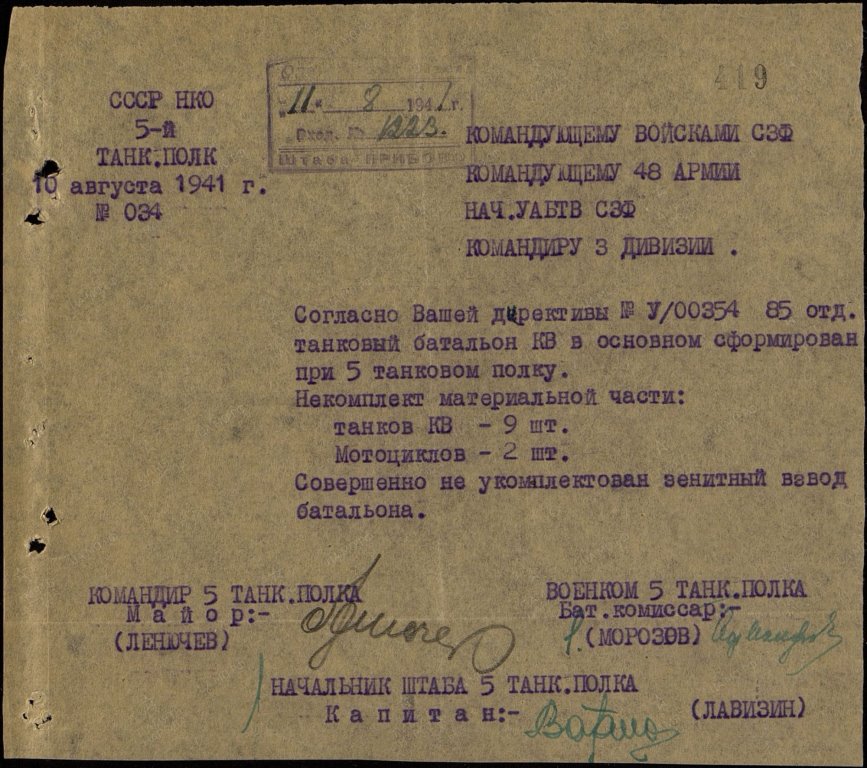 419
11 « 8 1941 г.
Вход. № 1223.
Штаба ПРИБОВО
СССР НКО
5-й
ТАНК.ПОЛК
10 августа 1941 г.
№ 034
КОМАНДУЮЩЕМУ ВОЙСКАМИ СЗФ
КОМАНДУЮЩЕМУ 48 АРМИИ
НАЧ.УАБТВ СЗФ
КОМАНДИРУ 3 ДИВИЗИИ .
Согласно Вашей директивы № У/00354 85 отд.
танковый батальон КВ в основном сформирован
при 5 танковом полку.
Некомплект материальной части:
танков КВ - 9 шт.
Мотоциклов - 2 шт.
Совершенно не укомплектован зенитный взвод
батальона.
КОМАНДИР 5 ТАНК.ПОЛКА
Майор:-
(ЛЕНЮЧЕВ)
ВОЕНКОМ 5 ТАНК.ПОЛКА
Бат.комиссар:-
(МОРОЗОВ)
НАЧАЛЬНИК ШТАБА 5 ТАНК.ПОЛКА
Капитан:- (ЛАВИЗИН)